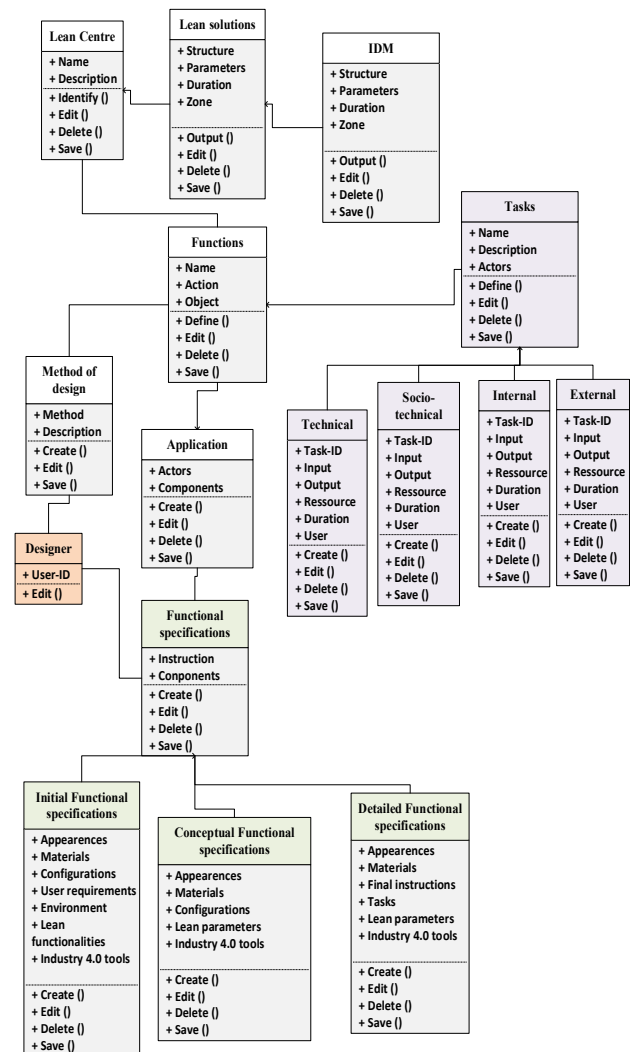 Lean Centre
+ Name
+ Description
+ Identify ()
+ Edit ()
+ Delete ()
+ Save ()
Lean solutions
+ Structure
+ Parameters
+ Duration
+ Zone
+ Output ()
+ Edit ()
+ Delete ()
+ Save ()
IDM
+ Structure
+ Parameters
+ Duration
+ Zone
+ Output ()
+ Edit ()
+ Delete ()
+ Save ()
Functions
+ Name
+ Action
+ Object
+ Define ()
+ Edit ()
+ Delete ()
+ Save ()
Tasks
+ Name
+ Description
+ Actors
+ Define ()
+ Edit ()
+ Delete ()
+ Save ()
Method of
design
+ Method
+ Description
+ Create ()
+ Edit ()
+ Save ()
Application
+ Actors
+ Components
+ Create ()
+ Edit ()
+ Delete ()
+ Save ()
Technical
+ Task-ID
+ Input
+ Output
+ Ressource
+ Duration
+ User
+ Create ()
+ Edit ()
+ Delete ()
+ Save ()
Socio-
technical
+ Task-ID
+ Input
+ Output
+ Ressource
+ Duration
+ User
+ Create ()
+ Edit ()
+ Delete ()
+ Save ()
Internal
+ Task-ID
+ Input
+ Output
+ Ressource
+ Duration
+ User
+ Create ()
+ Edit ()
+ Delete ()
+ Save ()
External
+ Task-ID
+ Input
+ Output
+ Ressource
+ Duration
+ User
+ Create ()
+ Edit ()
+ Delete ()
+ Save ()
Designer
+ User-ID
+ Edit ()
Functional
specifications
+ Instruction
+ Conponents
+ Create ()
+ Edit ()
+ Delete ()
+ Save ()
Initial Functional
specifications
+ Appearences
+ Materials
+ Configurations
+ User requirements
+ Environment
+ Lean
functionalities
+ Industry 4.0 tools
+ Create ()
+ Edit ()
+ Delete ()
+ Save ()
Conceptual Functional
specifications
+ Appearences
+ Materials
+ Configurations
+ Lean parameters
+ Industry 4.0 tools
+ Create ()
+ Edit ()
+ Delete ()
+ Save ()
Detailed Functional
specifications
+ Appearences
+ Materials
+ Final instructions
+ Tasks
+ Lean parameters
+ Industry 4.0 tools
+ Create ()
+ Edit ()
+ Delete ()
+ Save ()